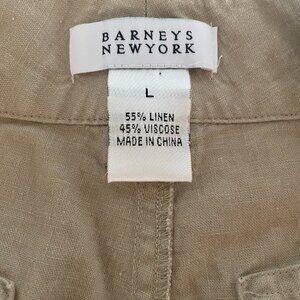 BARNEYS
NEWYORK
L
55% LINEN
45% VISCOSE
MADE IN CHINA